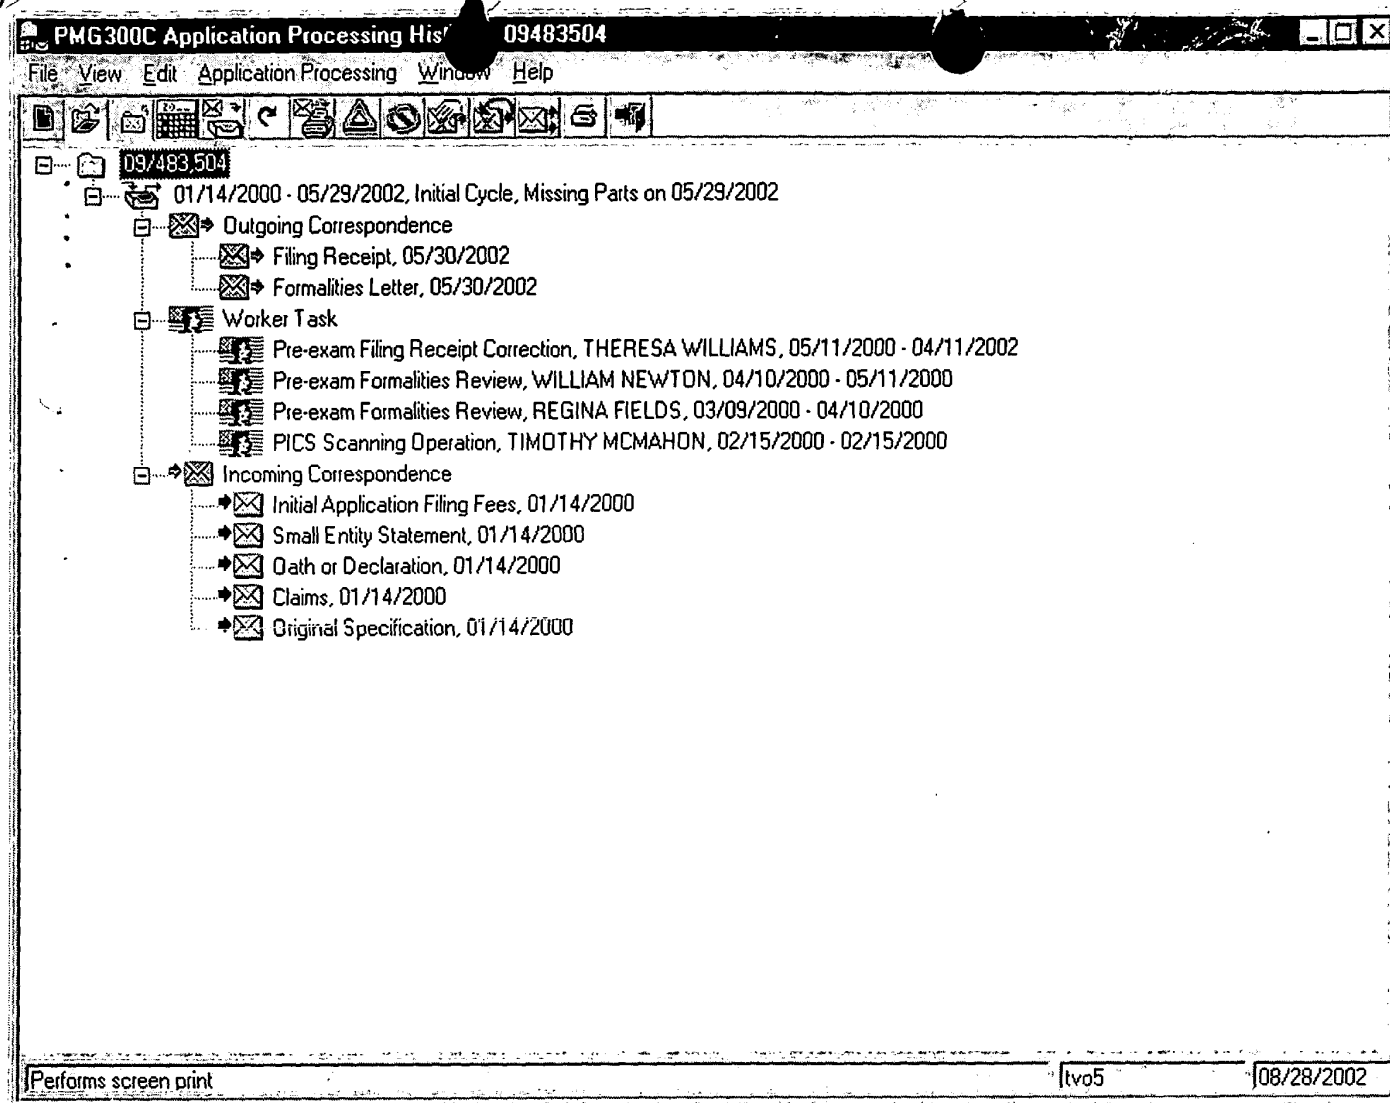 PMG300C Application Processing His 09483504
File View Edit Application Processing Window Help
09/483,504
01/14/2000 - 05/29/2002, Initial Cycle, Missing Parts on 05/29/2002
Outgoing Correspondence
Filing Receipt, 05/30/2002
Formalities Letter, 05/30/2002
Worker Task
Pre-exam Filing Receipt Correction, THERESA WILLIAMS, 05/11/2000 - 04/11/2002
Pre-exam Formalities Review, WILLIAM NEWTON, 04/10/2000 - 05/11/2000
Pre-exam Formalities Review, REGINA FIELDS, 03/09/2000 - 04/10/2000
PICS Scanning Operation, TIMOTHY MCMAHON, 02/15/2000 - 02/15/2000
Incoming Correspondence
Initial Application Filing Fees, 01/14/2000
Small Entity Statement, 01/14/2000
Oath or Declaration, 01/14/2000
Claims, 01/14/2000
Original Specification, 01/14/2000
Performs screen print tvo5 08/28/2002